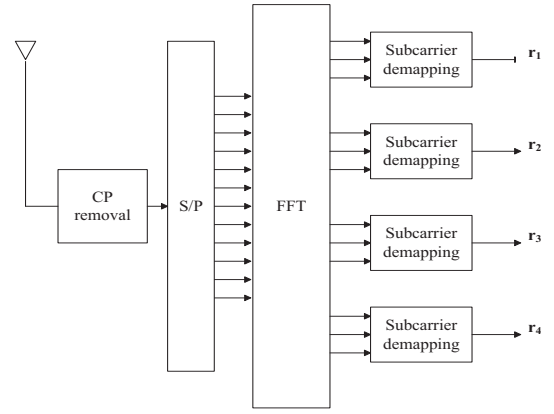 Subcarrier
demapping
r1
Subcarrier
demapping
r2
CP
removal
S/P
FFT
Subcarrier
demapping
r3
Subcarrier
demapping
r4